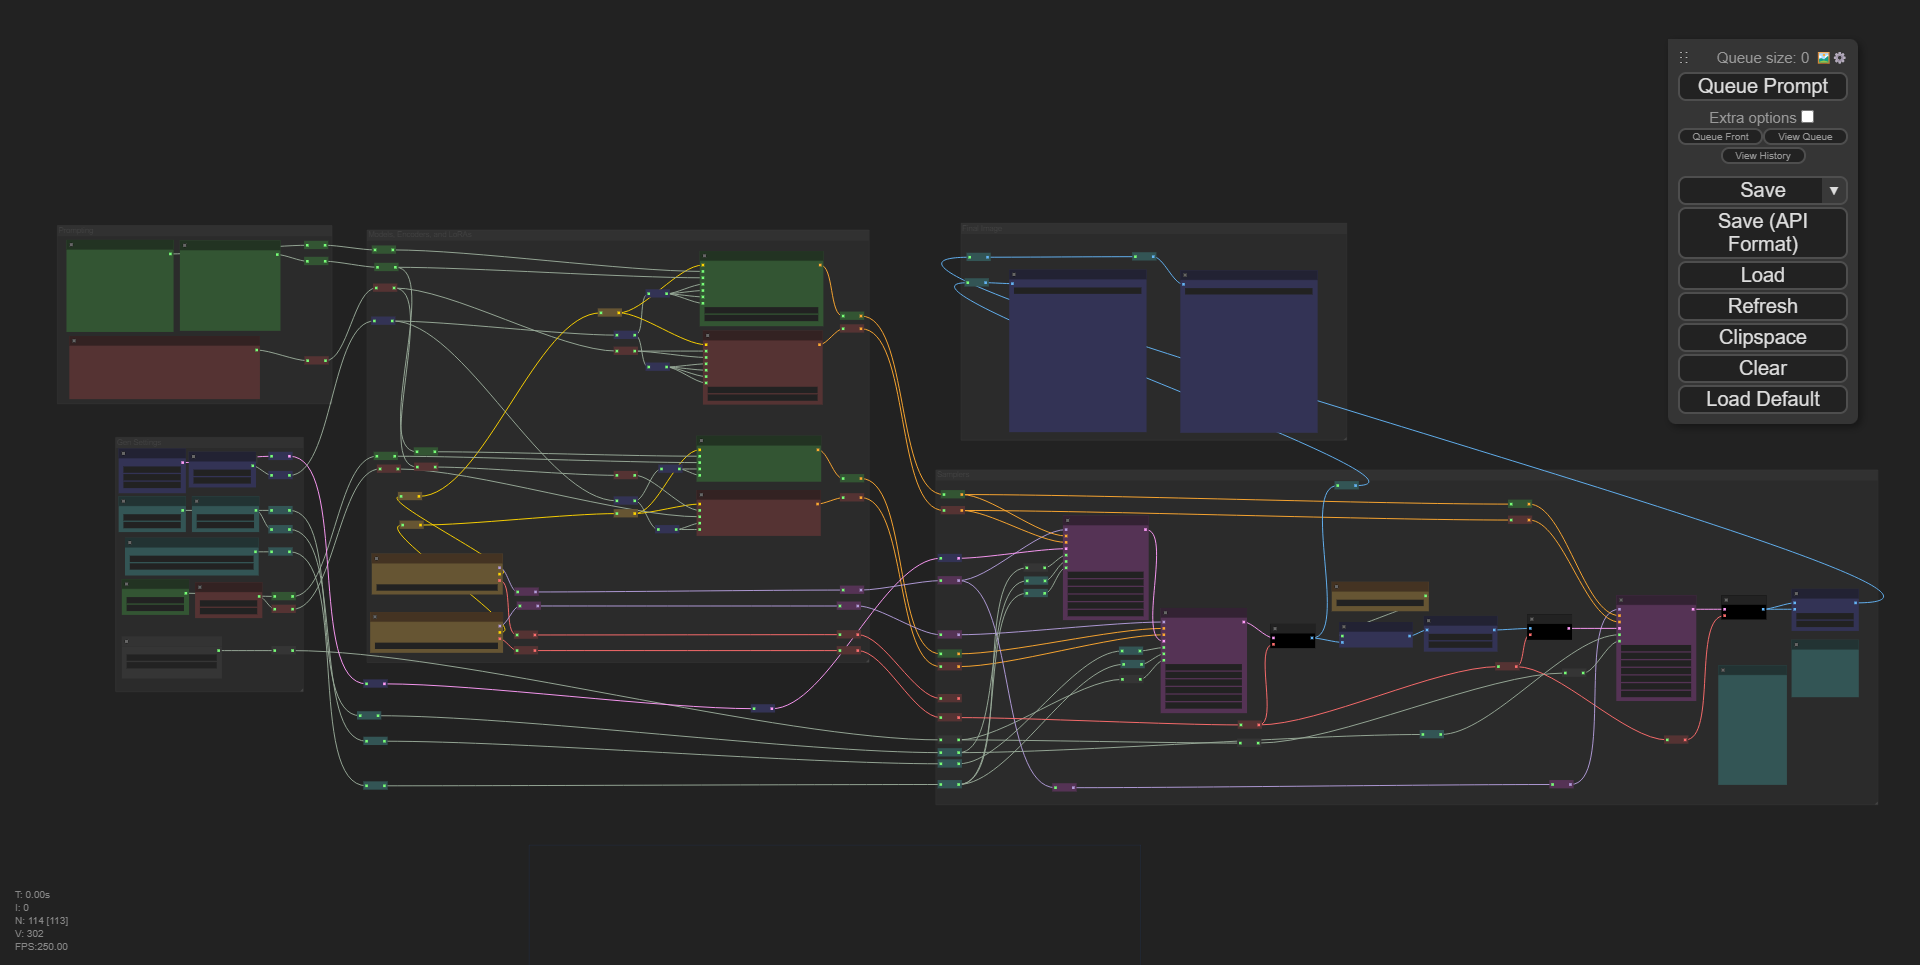 Queue size: 0
Queue Prompt
Extra options
Queue Front
View Queue
View History
Save
Save (API
Format)
Load
Refresh
Clipspace
Clear
Load Default
T: 0.00s
I: 0
N: 114 [113]
V: 302
FPS:250.00